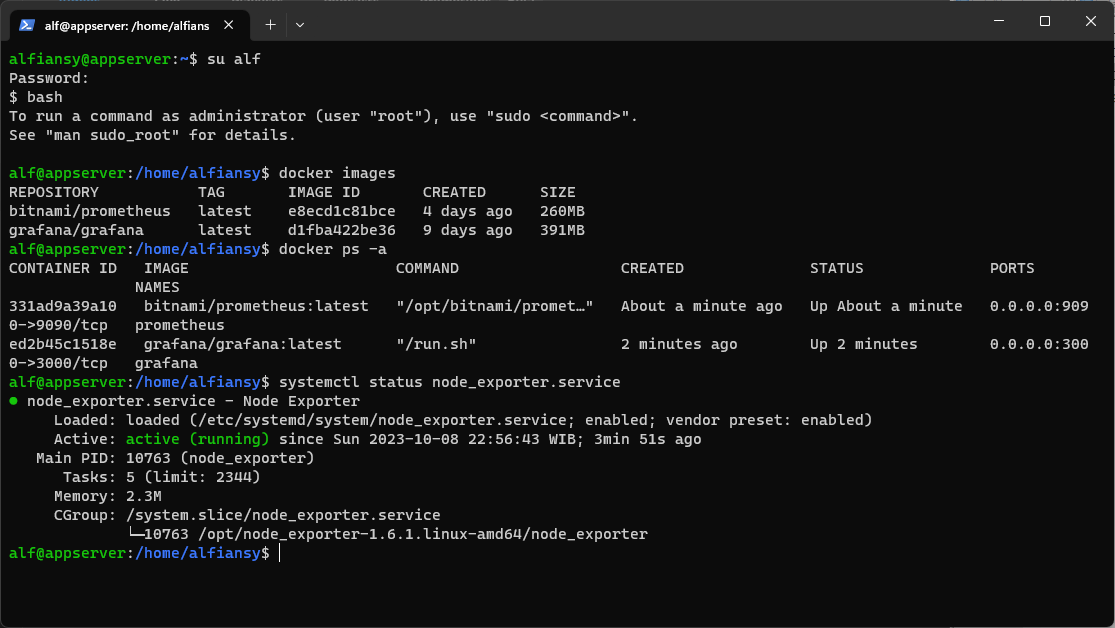 alf@appserver: /home/alfians
alfiansy@appserver:~$ su alf
Password:
$ bash
To run a command as administrator (user "root"), use "sudo <command>".
See "man sudo_root" for details.
alf@appserver:/home/alfiansy$ docker images
REPOSITORY           TAG       IMAGE ID       CREATED      SIZE
bitnami/prometheus   latest    e8ecd1c81bce   4 days ago   260MB
grafana/grafana      latest    d1fba422be36   9 days ago   391MB
alf@appserver:/home/alfiansy$ docker ps -a
CONTAINER ID   IMAGE                       COMMAND                  CREATED              STATUS              PORTS
              NAMES
331ad9a39a10   bitnami/prometheus:latest   "/opt/bitnami/promet…"   About a minute ago   Up About a minute   0.0.0.0:909
0->9090/tcp   prometheus
ed2b45c1518e   grafana/grafana:latest      "/run.sh"                2 minutes ago        Up 2 minutes        0.0.0.0:300
0->3000/tcp   grafana
alf@appserver:/home/alfiansy$ systemctl status node_exporter.service
● node_exporter.service - Node Exporter
     Loaded: loaded (/etc/systemd/system/node_exporter.service; enabled; vendor preset: enabled)
     Active: active (running) since Sun 2023-10-08 22:56:43 WIB; 3min 51s ago
   Main PID: 10763 (node_exporter)
      Tasks: 5 (limit: 2344)
     Memory: 2.3M
     CGroup: /system.slice/node_exporter.service
             └─10763 /opt/node_exporter-1.6.1.linux-amd64/node_exporter
alf@appserver:/home/alfiansy$